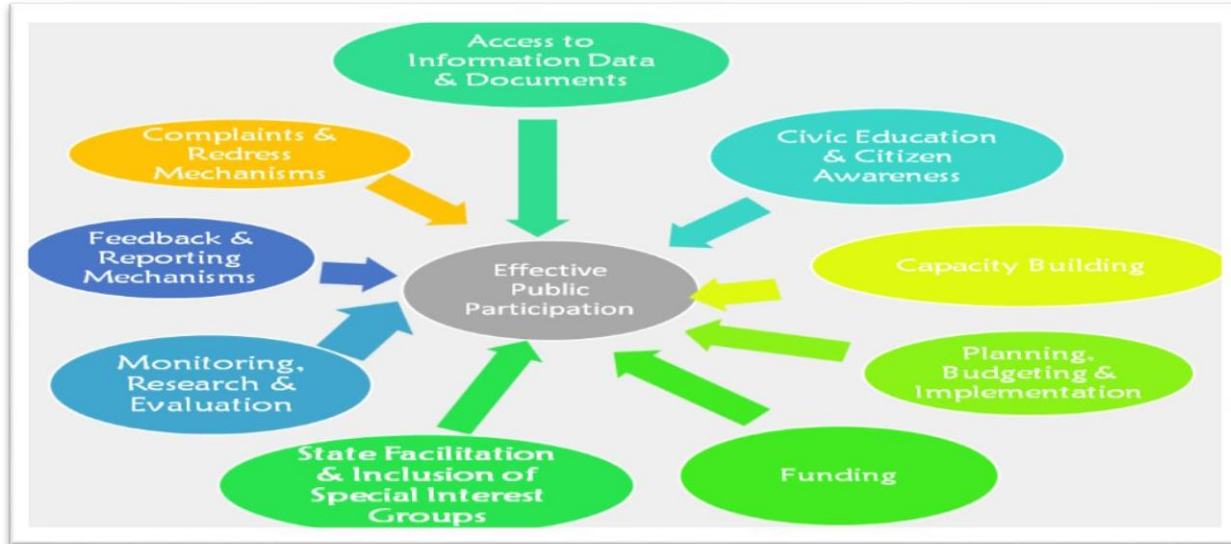 Access to
Information Data
& Documents
Civic Education
& Citizen
Awareness
Capacity Building
Planning,
Budgeting &
Implementation
Funding
State Facilitation
& Inclusion of
Special Interest
Groups
Monitoring,
Research &
Evaluation
Feedback &
Reporting
Mechanisms
Complaints &
Redress
Mechanisms
Effective
Public
Participation